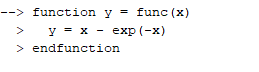 --> function y = func(x)
  >   y = x - exp(-x)
  > endfunction